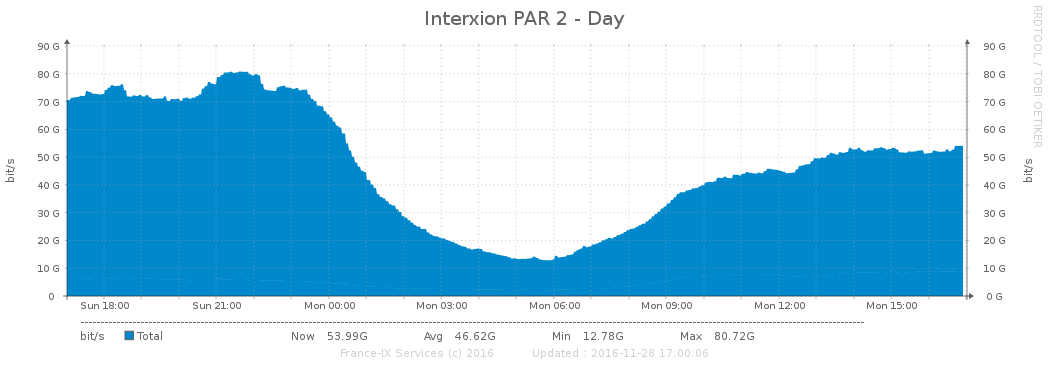 Interxion PAR 2 - Day
RRDTOOL / TOBI OETIKER
90 G 90 G
80 G 80 G
70 G 70 G
60 G 60 G
50 G 50 G
40 G 40 G
30 G 30 G
20 G 20 G
10 G 10 G
0 0 G
bit/s bit/s
Sun 18:00 Sun 21:00 Mon 00:00 Mon 03:00 Mon 06:00 Mon 09:00 Mon 12:00 Mon 15:00
bit/s Total Now 53.99G Avg 46.62G Min 12.78G Max 80.72G
France-IX Services (c) 2016 Updated : 2016-11-28 17:00:06